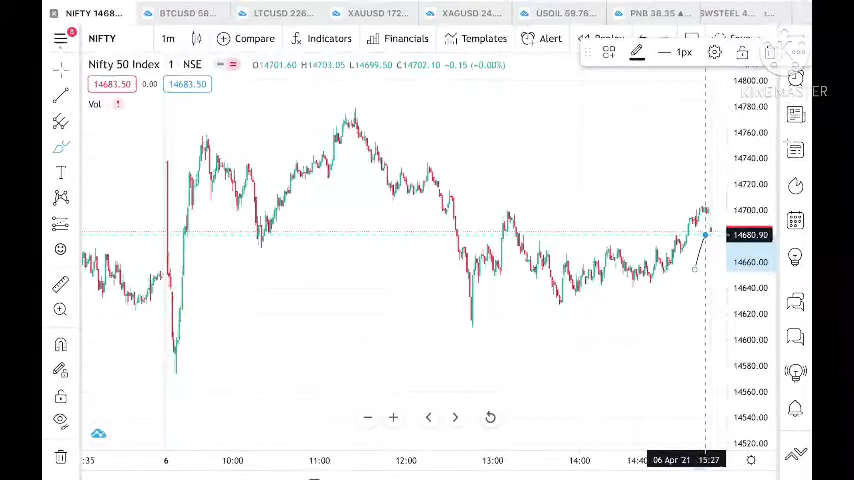 NIFTY 1468...
BTCUSD 58...
LTCUSD 226...
XAUUSD 172...
XAGUSD 24....
USOIL 59.76...
PNB 38.35 ▲...
SWSTEEL 4...
8
NIFTY
1m
Compare
Indicators
Financials
Templates
Alert
Replay
1px
Nifty 50 Index • 1 • NSE
O14701.60 H14703.05 L14699.50 C14702.10 −0.15 (−0.00%)
14683.50 0.00 14683.50
Vol
KINEMASTER
14800.00
14780.00
14760.00
14740.00
14720.00
14700.00
14680.90
14660.00
14640.00
14620.00
14600.00
14580.00
14560.00
14540.00
14520.00
:35
6
10:00
11:00
12:00
13:00
14:00
14:40
06 Apr '21 15:27